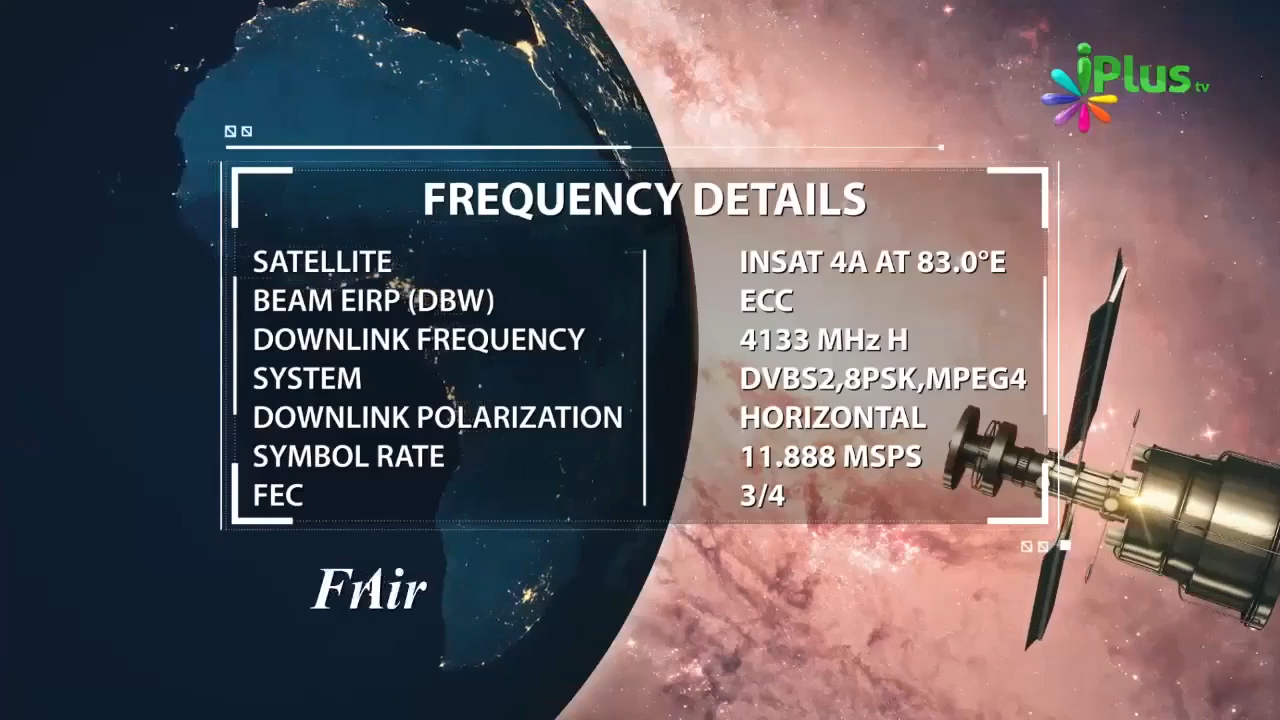 iPlus tv
FREQUENCY DETAILS
SATELLITE INSAT 4A AT 83.0°E
BEAM EIRP (DBW) ECC
DOWNLINK FREQUENCY 4133 MHz H
SYSTEM DVBS2,8PSK,MPEG4
DOWNLINK POLARIZATION HORIZONTAL
SYMBOL RATE 11.888 MSPS
FEC 3/4